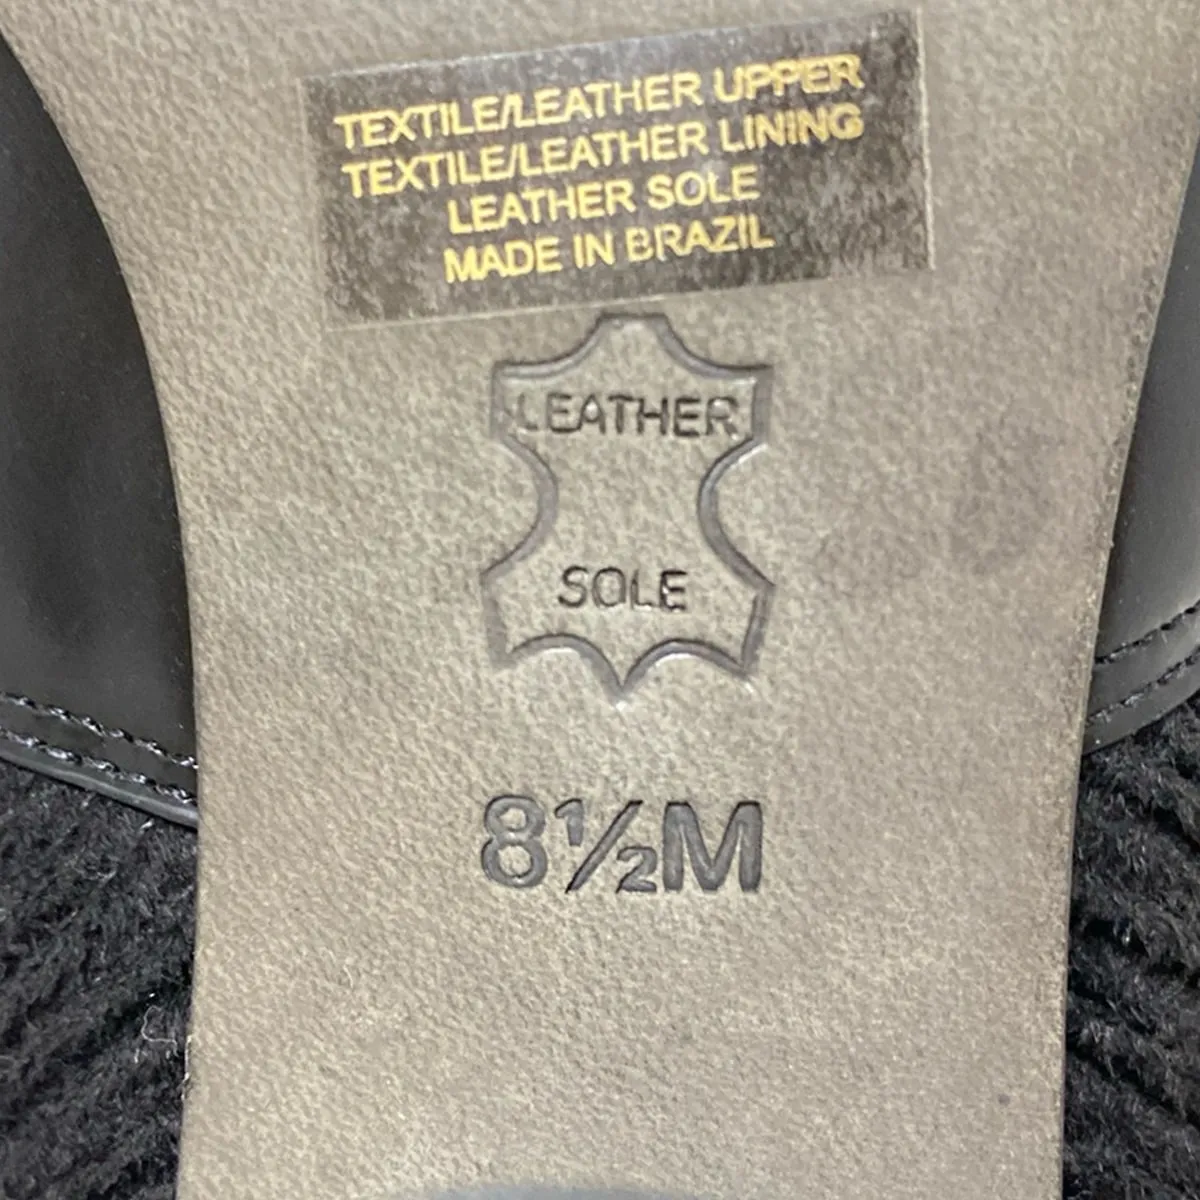 TEXTILE/LEATHER UPPER
TEXTILE/LEATHER LINING
LEATHER SOLE
MADE IN BRAZIL
LEATHER
SOLE
8½M